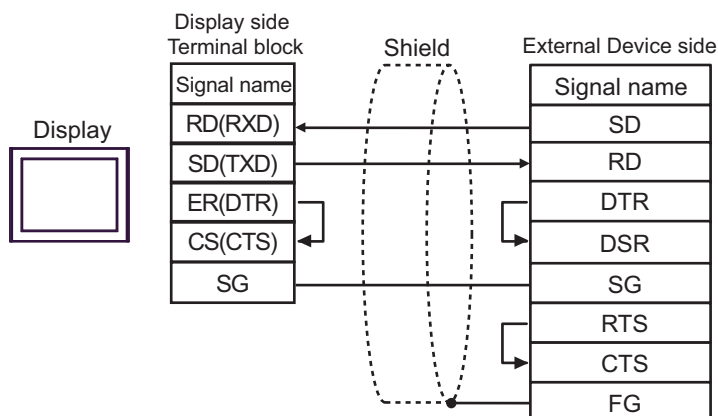 Display side
Terminal block
Shield
External Device side
Signal name
Signal name
Display
RD(RXD)
SD
SD(TXD)
RD
ER(DTR)
DTR
CS(CTS)
DSR
SG
SG
RTS
CTS
FG